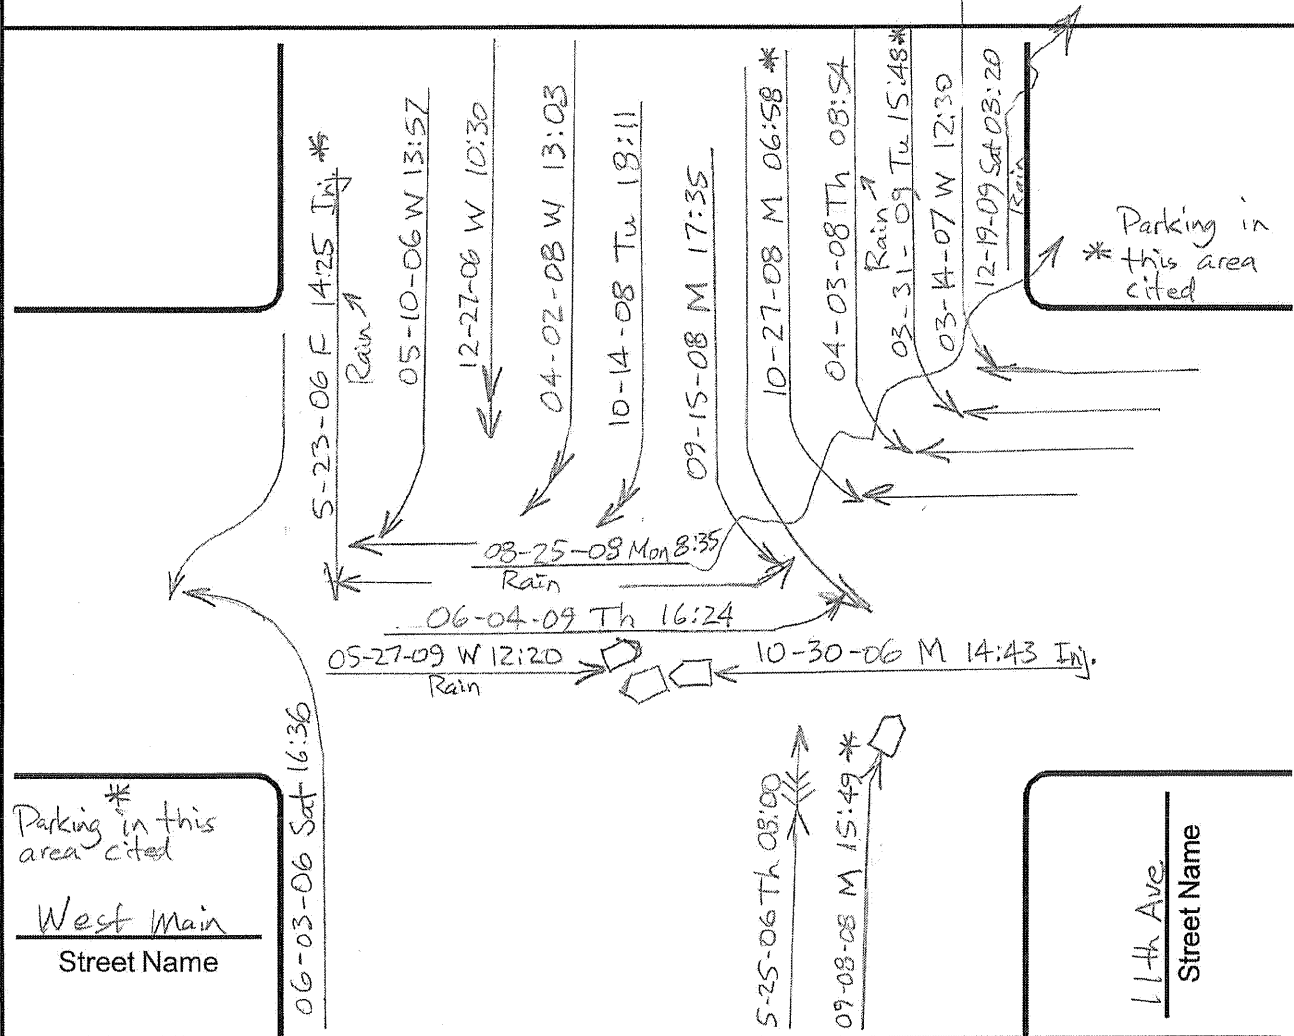 5-23-06 F 14:25 Inj *
Rain
05-10-06 W 13:57
12-27-06 W 10:30
04-02-08 W 13:03
10-14-08 Tu 18:11
09-15-08 M 17:35
10-27-08 M 06:58 *
04-03-08 Th 08:54
Rain
03-31-09 Tu 15:48 *
03-14-07 W 12:30
12-19-09 Sat 03:20
Rain
Parking in
* this area
cited
08-25-08 Mon 8:35
Rain
06-04-09 Th 16:24
05-27-09 W 12:20
Rain
10-30-06 M 14:43 Inj.
*
Parking in this
area cited
West Main
Street Name
06-03-06 Sat 16:36
5-25-06 Th 08:00
09-08-08 M 15:49 *
11th Ave
Street Name